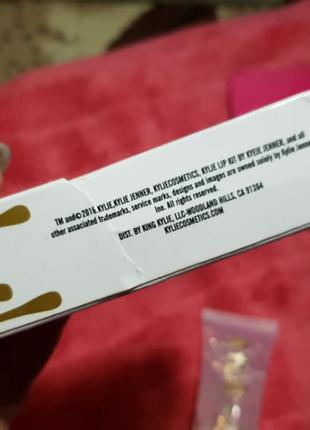 TM and©2016 KYLIE.KYLIE JENNER, KYLIECOSMETICS, KYLIE LIP KIT BY KYEIE JENNER, and all
other assaciated trademarks, service marks, designs and images are owned solely by Kylie Jenner
Inc. All rights reserved.
DIST. BY KING KYLIE, LLC-WOODLAND HILLS, CA 91364
KYLIECOSMETICS.COM